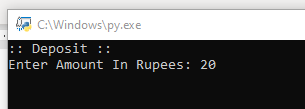 C:\Windows\py.exe
:: Deposit ::
Enter Amount In Rupees: 20